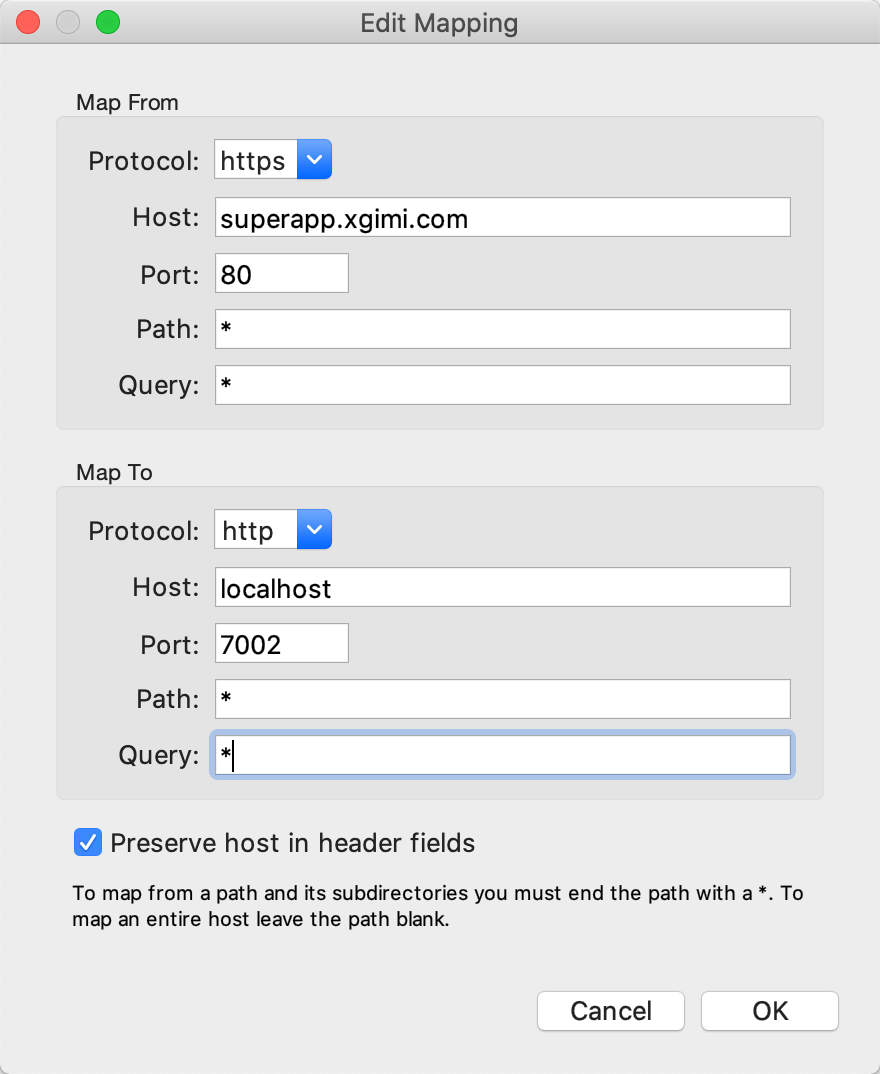 Edit Mapping
Map From
Protocol: https
Host: superapp.xgimi.com
Port: 80
Path: *
Query: *
Map To
Protocol: http
Host: localhost
Port: 7002
Path: *
Query: *
Preserve host in header fields
To map from a path and its subdirectories you must end the path with a *. To
map an entire host leave the path blank.
Cancel OK